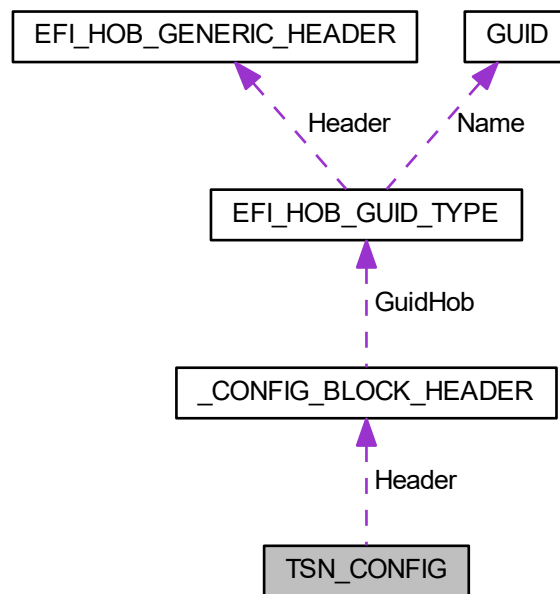 EFI_HOB_GENERIC_HEADER
GUID
Header
Name
EFI_HOB_GUID_TYPE
GuidHob
_CONFIG_BLOCK_HEADER
Header
TSN_CONFIG